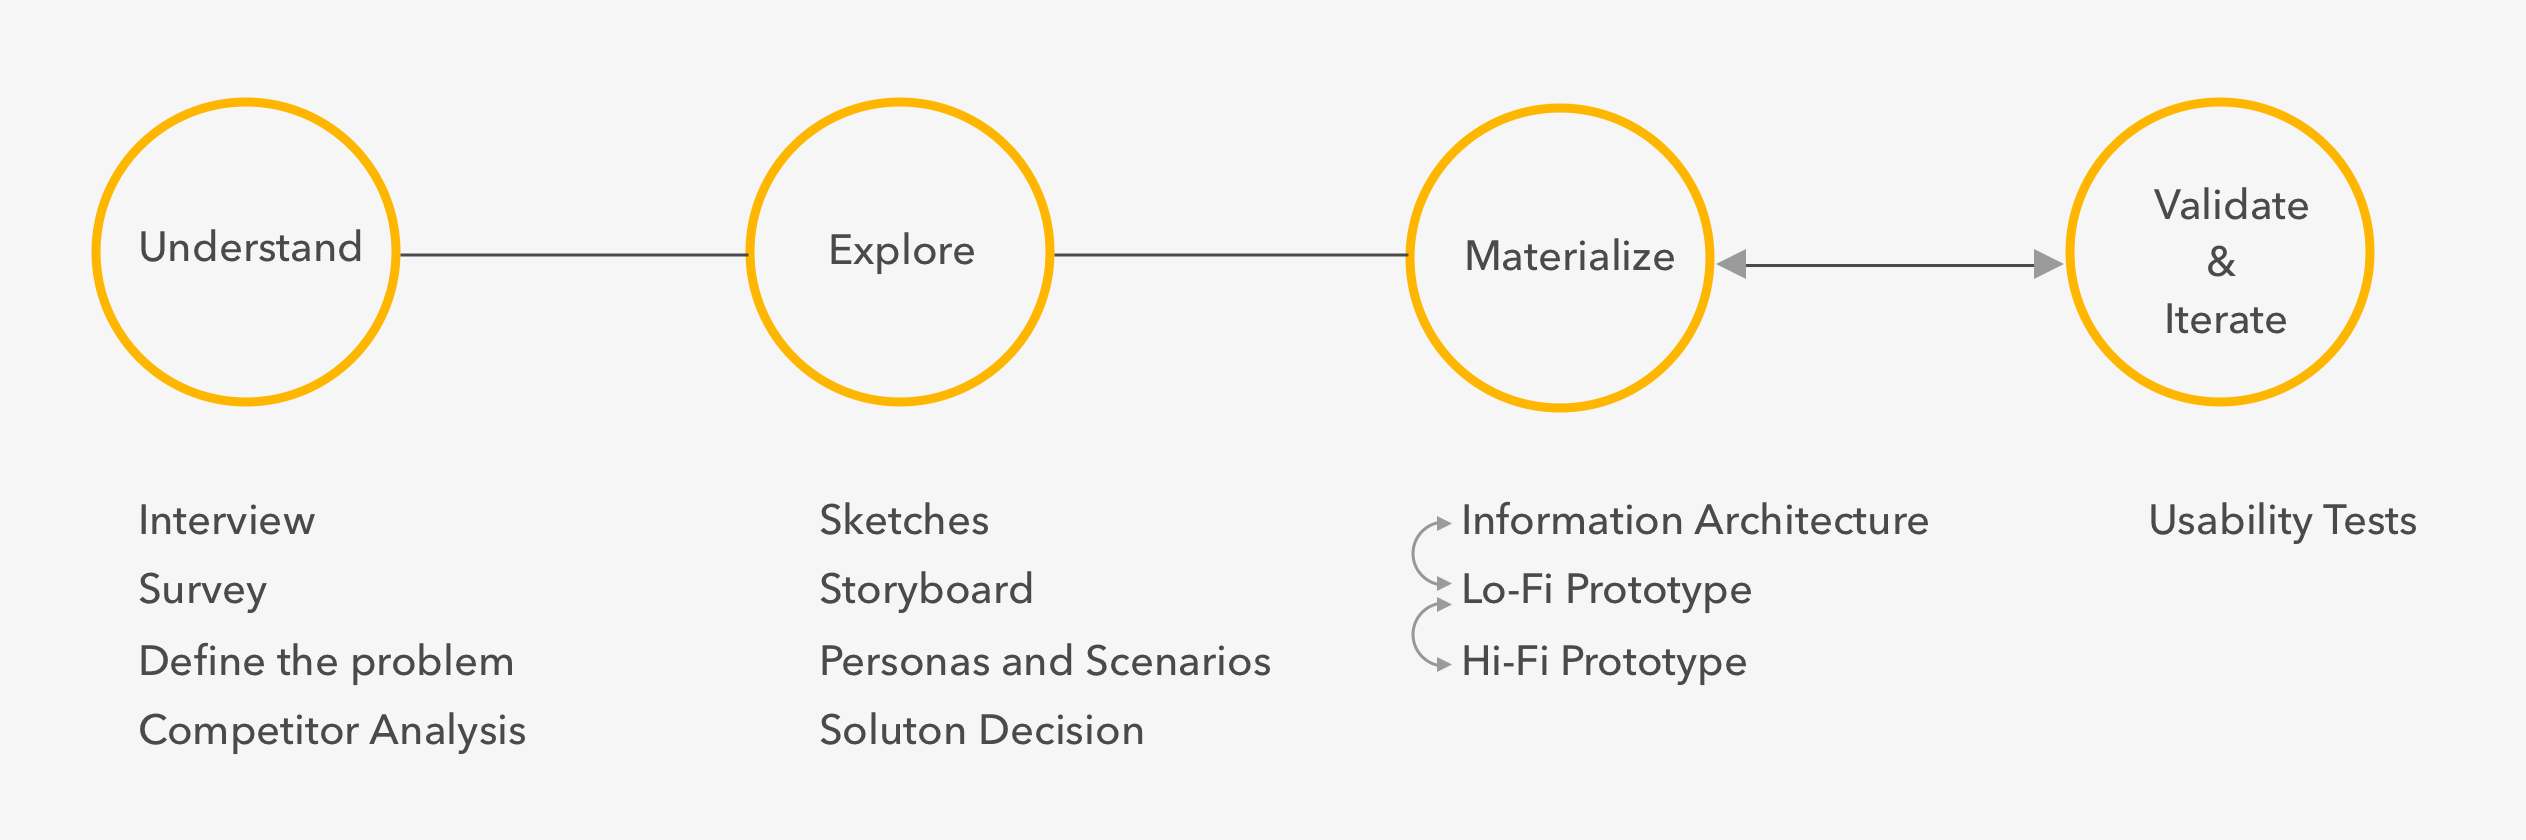 Understand
Explore
Materialize
Validate
&
Iterate
Interview
Survey
Define the problem
Competitor Analysis
Sketches
Storyboard
Personas and Scenarios
Soluton Decision
Information Architecture
Lo-Fi Prototype
Hi-Fi Prototype
Usability Tests